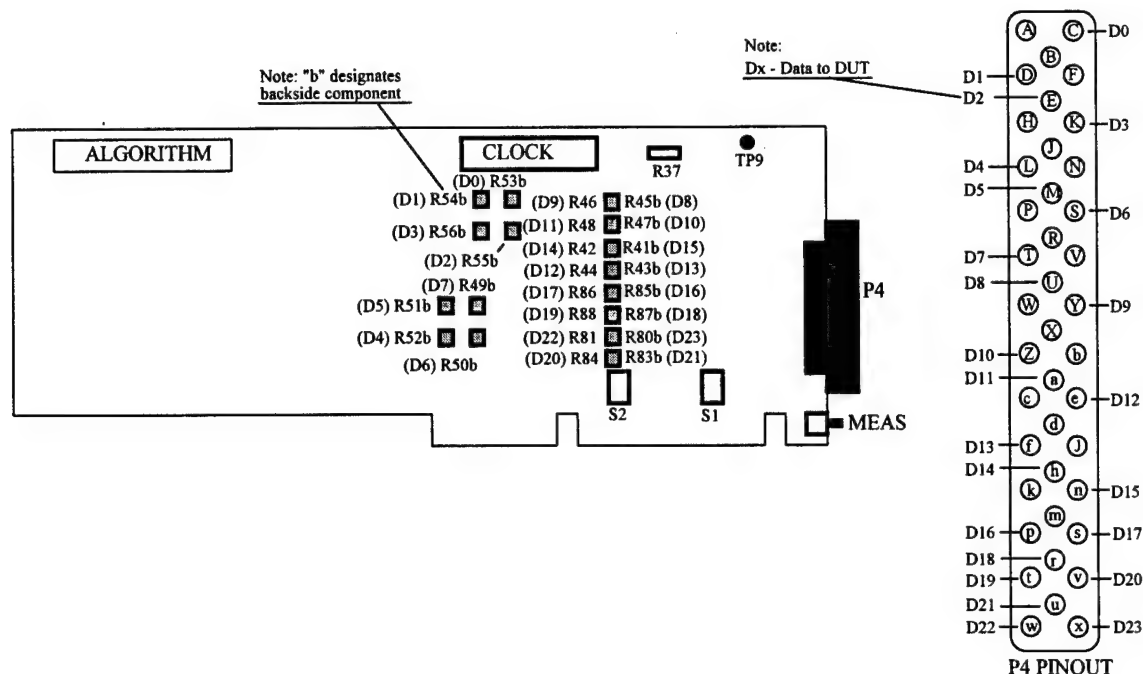 Note: "b" designates
backside component
Note:
Dx - Data to DUT
ALGORITHM
CLOCK
R37
TP9
(D0) R53b
(D1) R54b
(D3) R56b
(D2) R55b
(D7) R49b
(D5) R51b
(D4) R52b
(D6) R50b
(D9) R46 R45b (D8)
(D11) R48 R47b (D10)
(D14) R42 R41b (D15)
(D12) R44 R43b (D13)
(D17) R86 R85b (D16)
(D19) R88 R87b (D18)
(D22) R81 R80b (D23)
(D20) R84 R83b (D21)
S2 S1
P4
MEAS
A C D0
B
D1 D F
D2 E
H K D3
J
D4 L N
D5 M
P S D6
R
D7 T V
D8 U
W Y D9
X
D10 Z b
D11 a
c e D12
d
D13 f J
D14 h
k n D15
m
D16 p s D17
D18 r
D19 t v D20
D21 u
D22 w x D23
P4 PINOUT